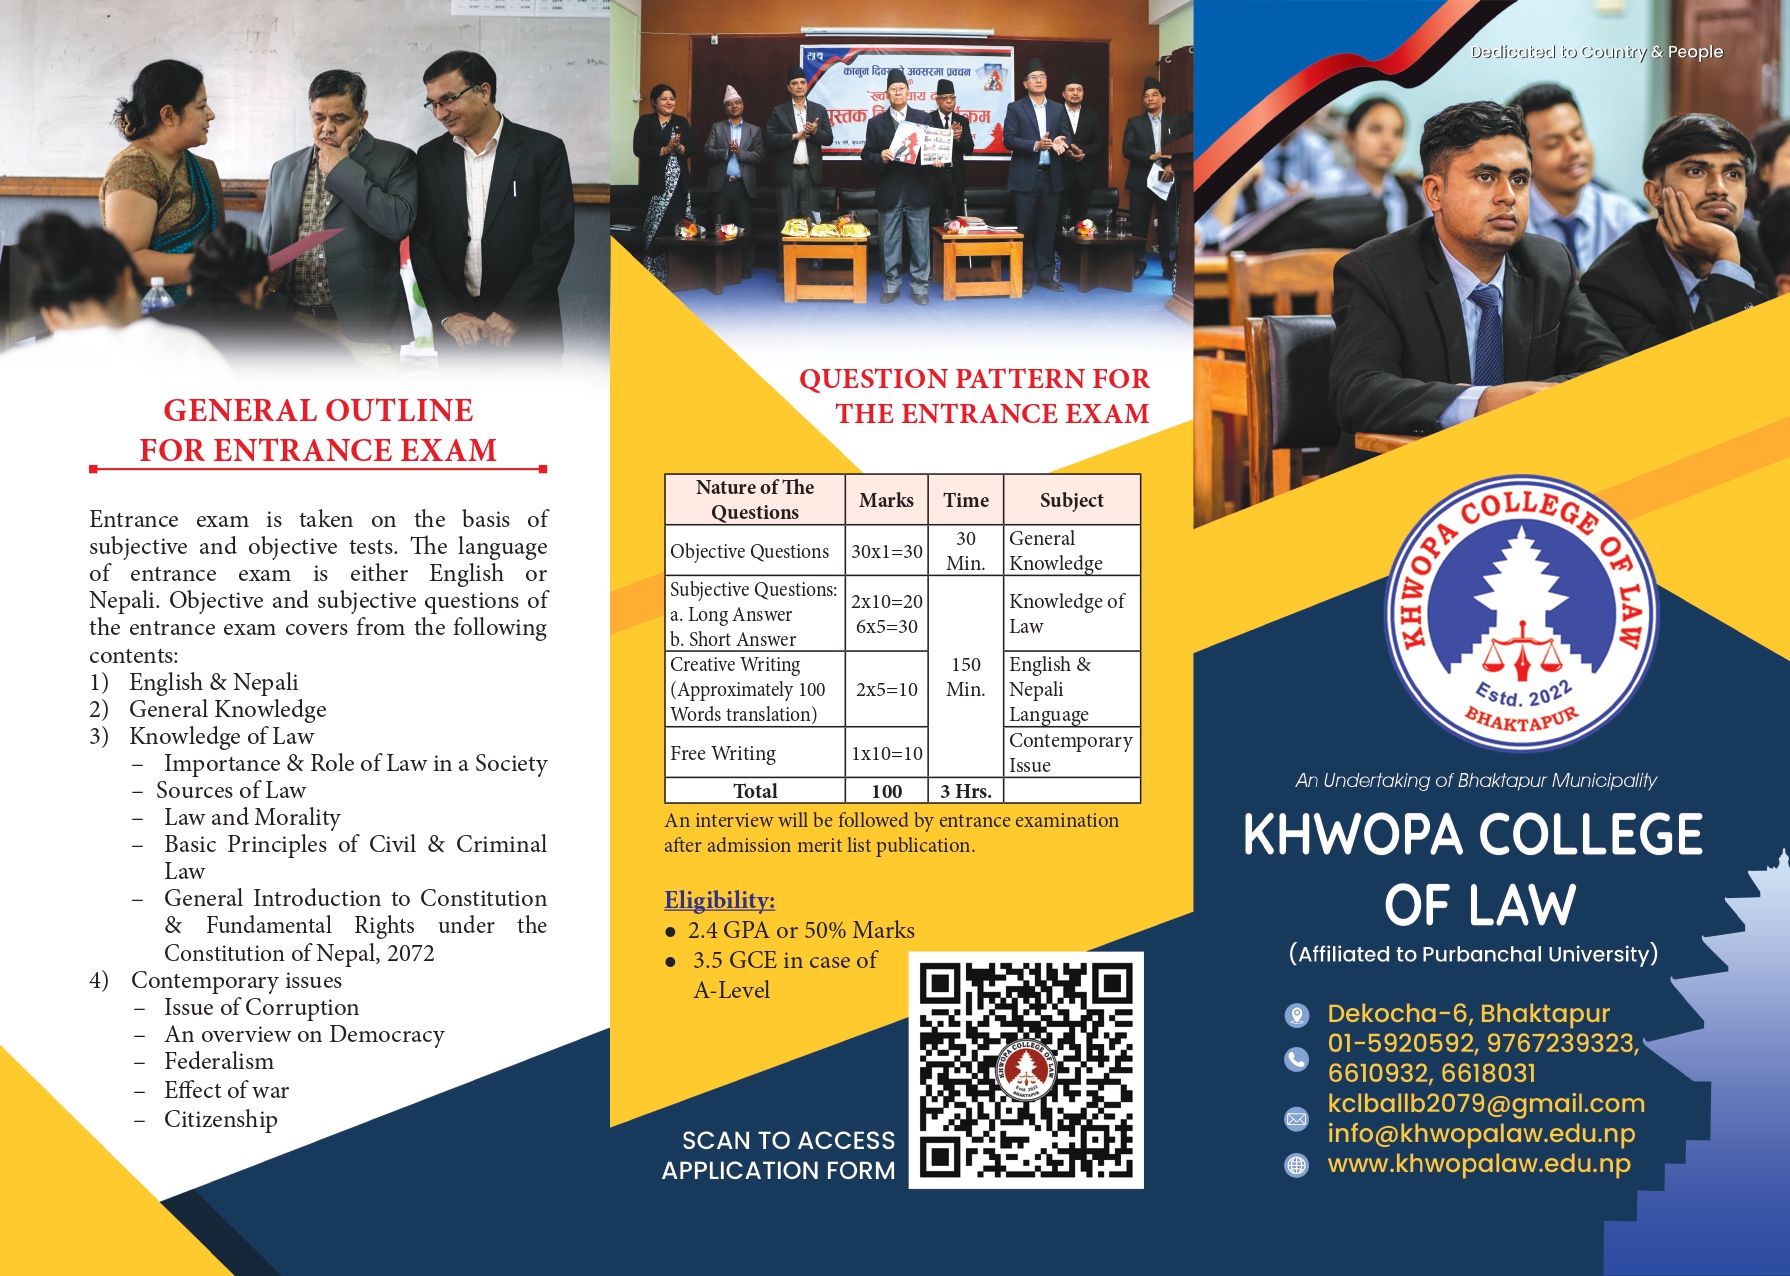 GENERAL OUTLINE
FOR ENTRANCE EXAM
Entrance exam is taken on the basis of
subjective and objective tests. The language
of entrance exam is either English or
Nepali. Objective and subjective questions of
the entrance exam covers from the following
contents:
1) English & Nepali
2) General Knowledge
3) Knowledge of Law
– Importance & Role of Law in a Society
– Sources of Law
– Law and Morality
– Basic Principles of Civil & Criminal
Law
– General Introduction to Constitution
& Fundamental Rights under the
Constitution of Nepal, 2072
4) Contemporary issues
– Issue of Corruption
– An overview on Democracy
– Federalism
– Effect of war
– Citizenship
कानून दिवसको अवसरमा प्रवचन
QUESTION PATTERN FOR
THE ENTRANCE EXAM
Nature of The Questions Marks Time Subject
Objective Questions 30x1=30 30 Min. General Knowledge
Subjective Questions:
a. Long Answer 2x10=20
b. Short Answer 6x5=30
Knowledge of Law
150 Min.
Creative Writing (Approximately 100 Words translation) 2x5=10 English & Nepali Language
Free Writing 1x10=10 Contemporary Issue
Total 100 3 Hrs.
An interview will be followed by entrance examination
after admission merit list publication.
Eligibility:
● 2.4 GPA or 50% Marks
● 3.5 GCE in case of
A-Level
SCAN TO ACCESS
APPLICATION FORM
KHWOPA COLLEGE OF LAW
Estd. 2022
BHAKTAPUR
Dedicated to Country & People
KHWOPA COLLEGE OF LAW
Estd. 2022
BHAKTAPUR
An Undertaking of Bhaktapur Municipality
KHWOPA COLLEGE
OF LAW
(Affiliated to Purbanchal University)
Dekocha-6, Bhaktapur
01-5920592, 9767239323,
6610932, 6618031
kclballb2079@gmail.com
info@khwopalaw.edu.np
www.khwopalaw.edu.np